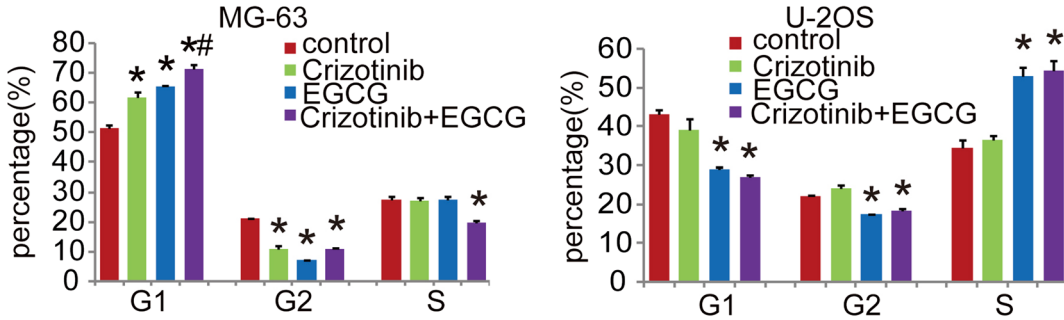 MG-63
percentage(%)
80
70
60
50
40
30
20
10
0
* * *#
* * *
*
control
Crizotinib
EGCG
Crizotinib+EGCG
G1 G2 S
U-2OS
percentage(%)
60
50
40
30
20
10
0
* *
* *
* *
control
Crizotinib
EGCG
Crizotinib+EGCG
G1 G2 S